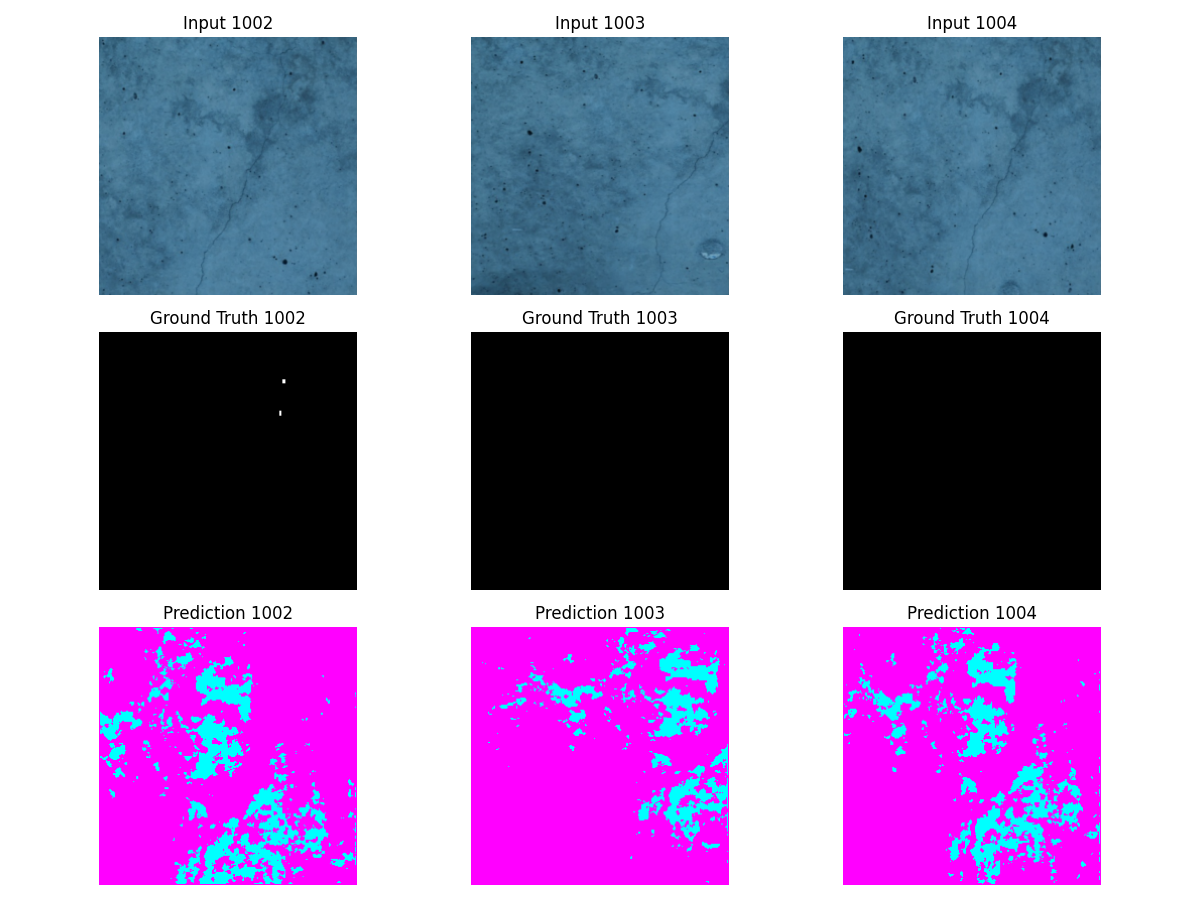 Input 1002
Input 1003
Input 1004
Ground Truth 1002
Ground Truth 1003
Ground Truth 1004
Prediction 1002
Prediction 1003
Prediction 1004